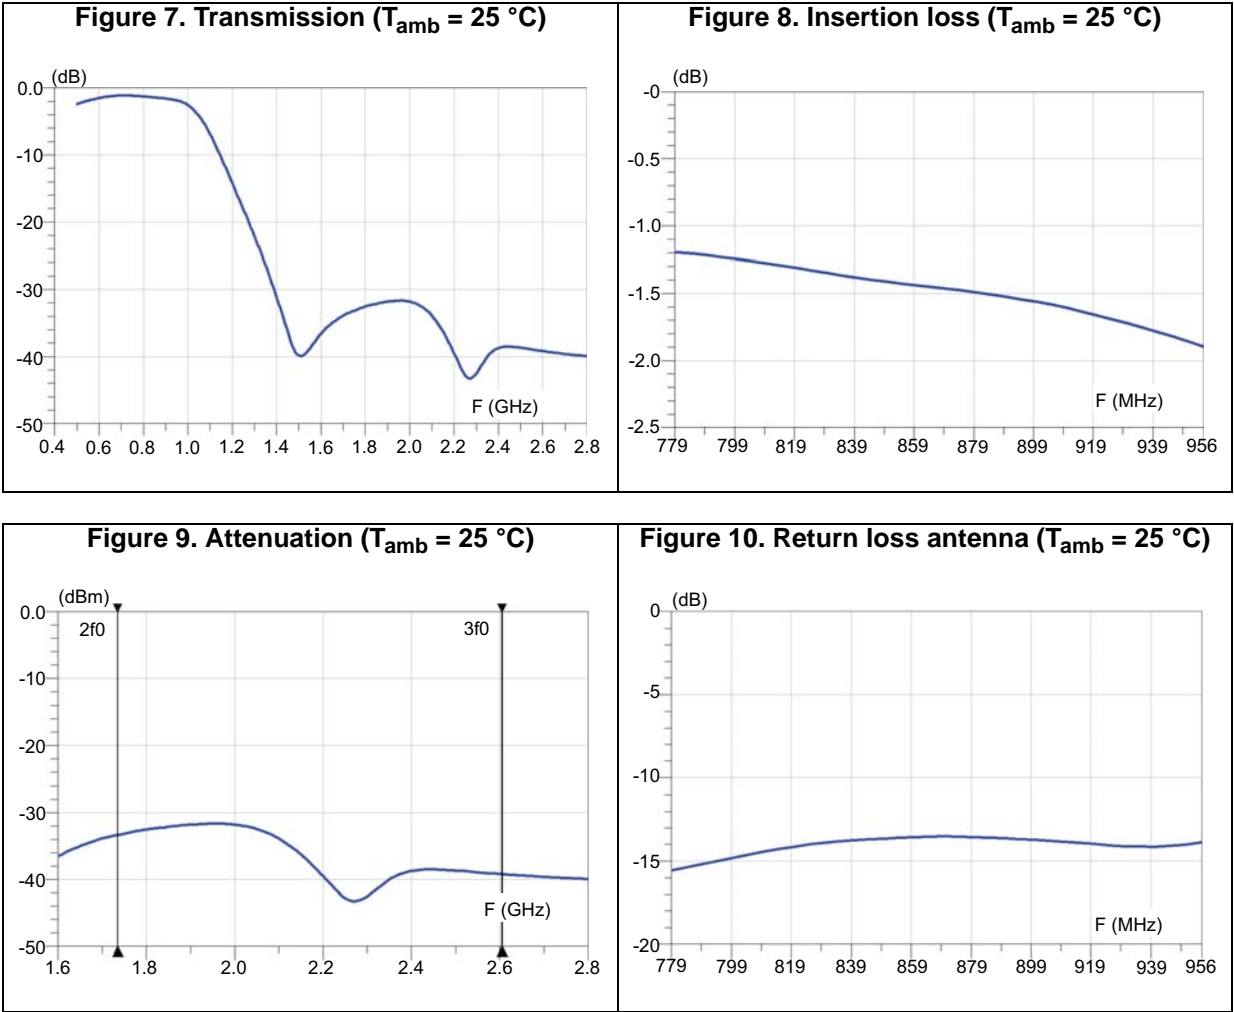 Figure 7. Transmission (Tamb = 25 °C)
(dB)
0.0
-10
-20
-30
-40
-50
F (GHz)
0.4 0.6 0.8 1.0 1.2 1.4 1.6 1.8 2.0 2.2 2.4 2.6 2.8
Figure 8. Insertion loss (Tamb = 25 °C)
(dB)
-0
-0.5
-1.0
-1.5
-2.0
-2.5
F (MHz)
779 799 819 839 859 879 899 919 939 956
Figure 9. Attenuation (Tamb = 25 °C)
(dBm)
0.0
2f0 3f0
-10
-20
-30
-40
-50
F (GHz)
1.6 1.8 2.0 2.2 2.4 2.6 2.8
Figure 10. Return loss antenna (Tamb = 25 °C)
(dB)
0
-5
-10
-15
-20
F (MHz)
779 799 819 839 859 879 899 919 939 956